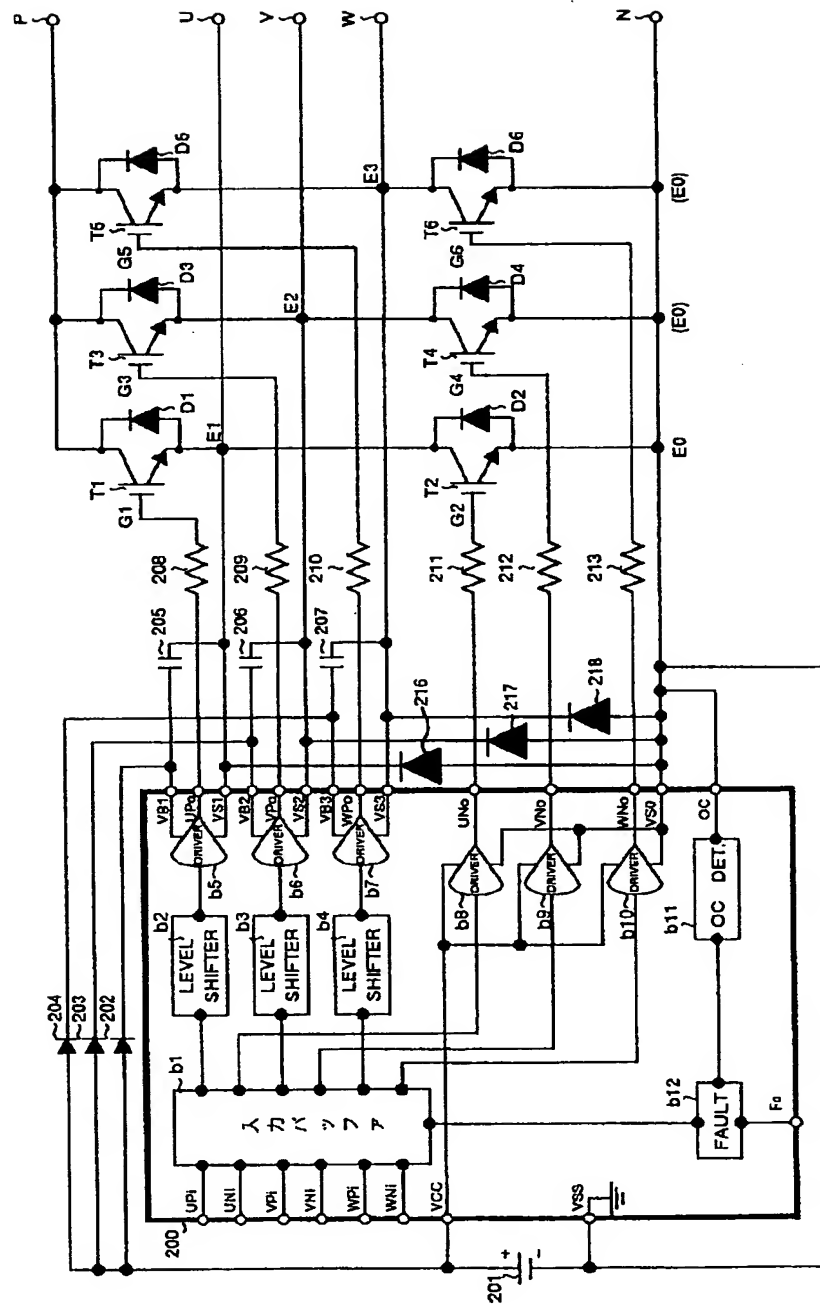 P
U
V
W
N
D5
T5
G5
E3
D6
T6
G6
(E0)
D3
T3
G3
E2
D4
T4
G4
(E0)
D1
T1
G1
E1
D2
T2
G2
E0
208
209
210
211
212
213
205
206
207
216
217
218
VB1
UPo
VS1
VB2
VPo
VS2
VB3
WPo
VS3
UNo
VNo
WNo
VS0
OC
DRIVER
b5
DRIVER
b6
DRIVER
b7
DRIVER
b8
DRIVER
b9
DRIVER
b10
b2
LEVEL
SHIFTER
b3
LEVEL
SHIFTER
b4
LEVEL
SHIFTER
b11
OC DET.
204
203
202
b1
入力バッファ
b12
FAULT
Fo
UPi
UNi
VPi
VNi
WPi
WNi
VCC
VSS
200
201
+
-